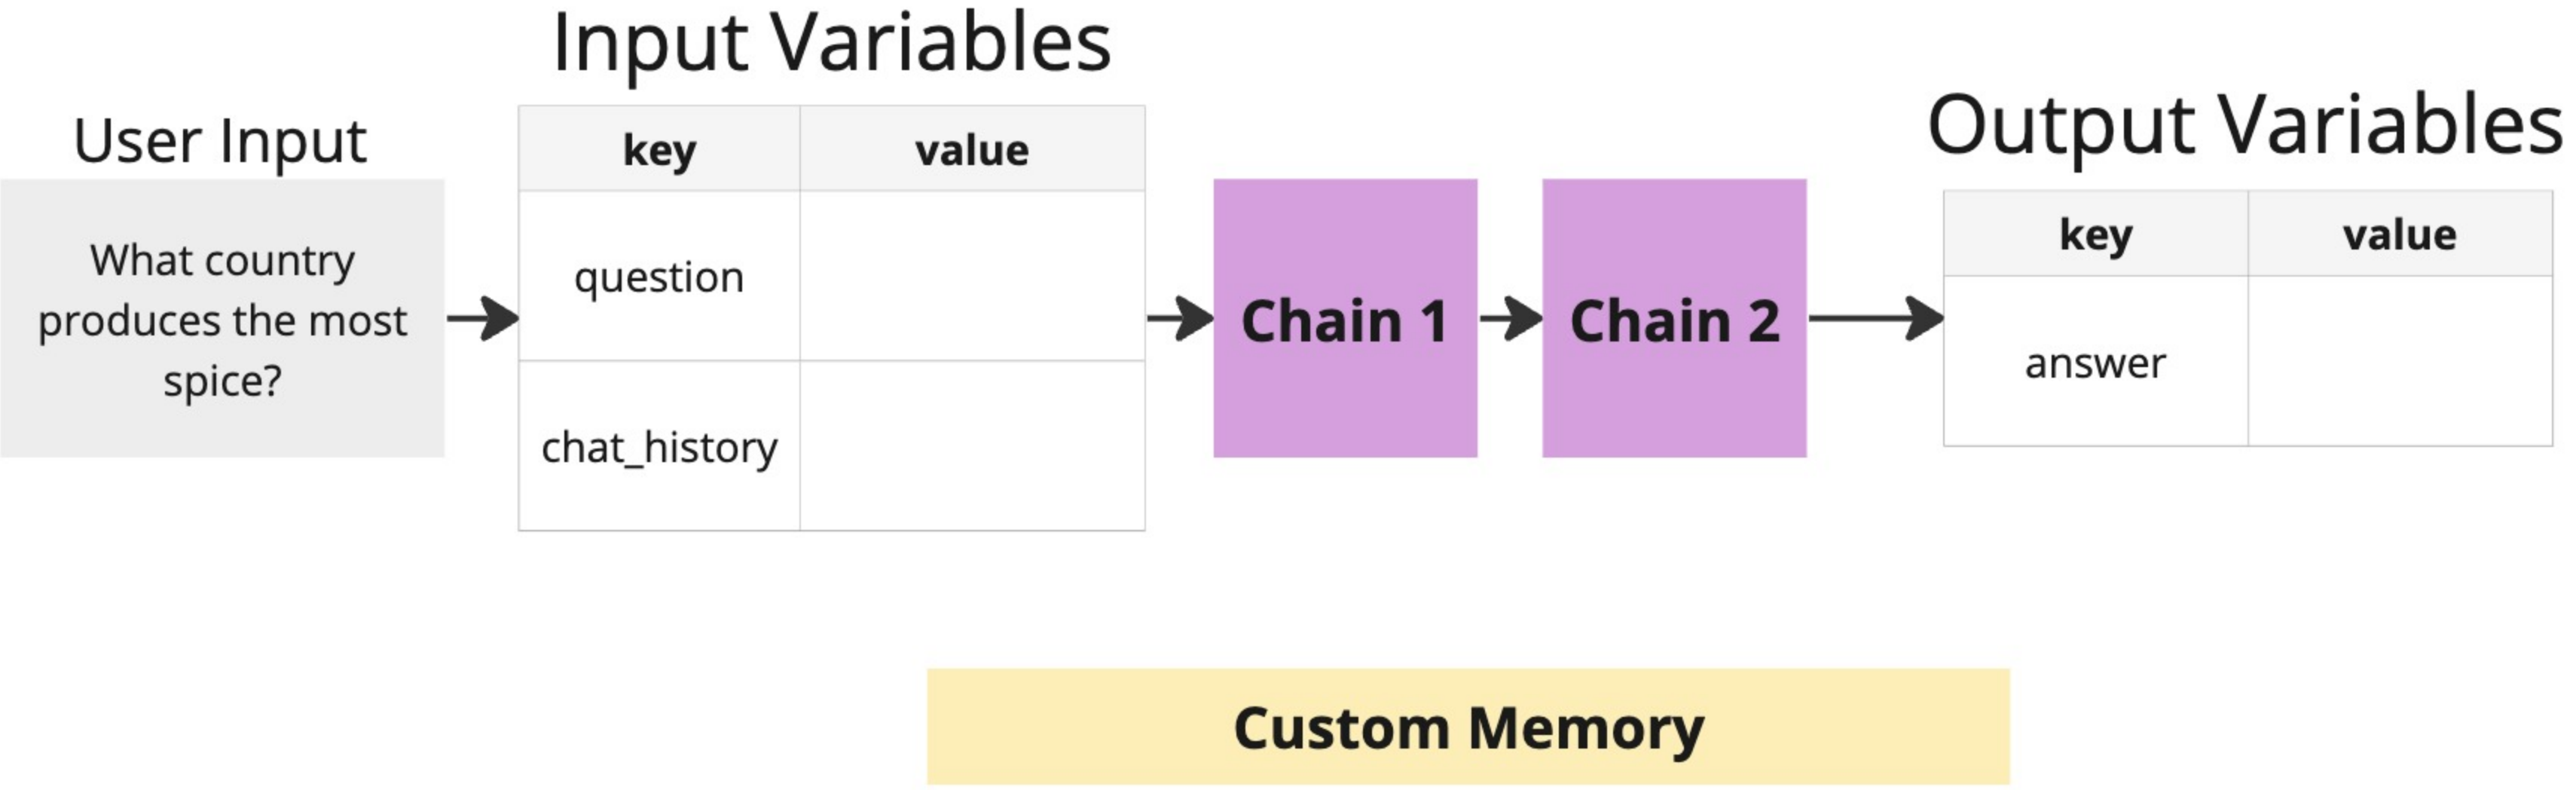 User Input
What country
produces the most
spice?
Input Variables
key value
question
chat_history
Chain 1
Chain 2
Output Variables
key value
answer
Custom Memory